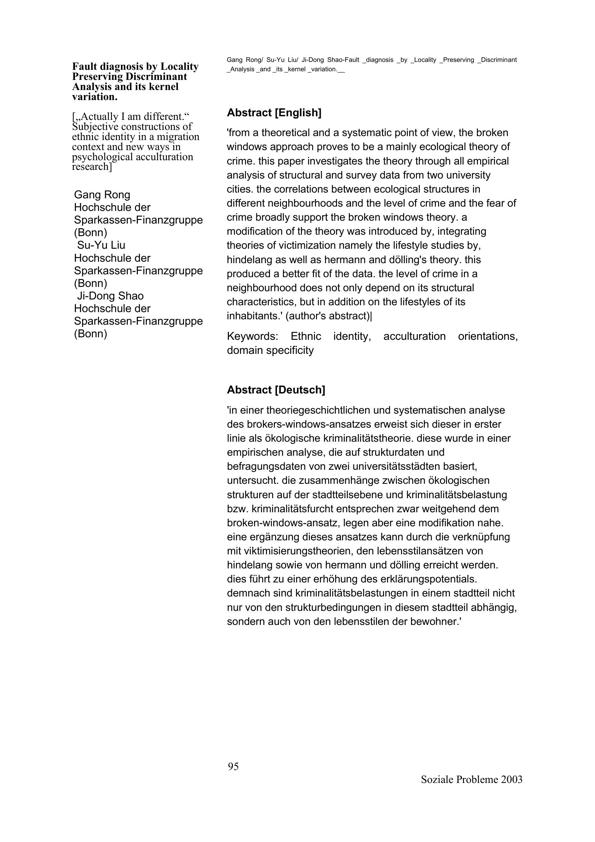 Gang Rong/ Su-Yu Liu/ Ji-Dong Shao-Fault _diagnosis _by _Locality _Preserving _Discriminant
_Analysis _and _its _kernel _variation.__
Fault diagnosis by Locality
Preserving Discriminant
Analysis and its kernel
variation.
[„Actually I am different.“
Subjective constructions of
ethnic identity in a migration
context and new ways in
psychological acculturation
research]
Gang Rong
Hochschule der
Sparkassen-Finanzgruppe
(Bonn)
Su-Yu Liu
Hochschule der
Sparkassen-Finanzgruppe
(Bonn)
Ji-Dong Shao
Hochschule der
Sparkassen-Finanzgruppe
(Bonn)
Abstract [English]
'from a theoretical and a systematic point of view, the broken
windows approach proves to be a mainly ecological theory of
crime. this paper investigates the theory through all empirical
analysis of structural and survey data from two university
cities. the correlations between ecological structures in
different neighbourhoods and the level of crime and the fear of
crime broadly support the broken windows theory. a
modification of the theory was introduced by, integrating
theories of victimization namely the lifestyle studies by,
hindelang as well as hermann and dölling's theory. this
produced a better fit of the data. the level of crime in a
neighbourhood does not only depend on its structural
characteristics, but in addition on the lifestyles of its
inhabitants.' (author's abstract)|
Keywords: Ethnic identity, acculturation orientations,
domain specificity
Abstract [Deutsch]
'in einer theoriegeschichtlichen und systematischen analyse
des brokers-windows-ansatzes erweist sich dieser in erster
linie als ökologische kriminalitätstheorie. diese wurde in einer
empirischen analyse, die auf strukturdaten und
befragungsdaten von zwei universitätsstädten basiert,
untersucht. die zusammenhänge zwischen ökologischen
strukturen auf der stadtteilsebene und kriminalitätsbelastung
bzw. kriminalitätsfurcht entsprechen zwar weitgehend dem
broken-windows-ansatz, legen aber eine modifikation nahe.
eine ergänzung dieses ansatzes kann durch die verknüpfung
mit viktimisierungstheorien, den lebensstilansätzen von
hindelang sowie von hermann und dölling erreicht werden.
dies führt zu einer erhöhung des erklärungspotentials.
demnach sind kriminalitätsbelastungen in einem stadtteil nicht
nur von den strukturbedingungen in diesem stadtteil abhängig,
sondern auch von den lebensstilen der bewohner.'
95
Soziale Probleme 2003